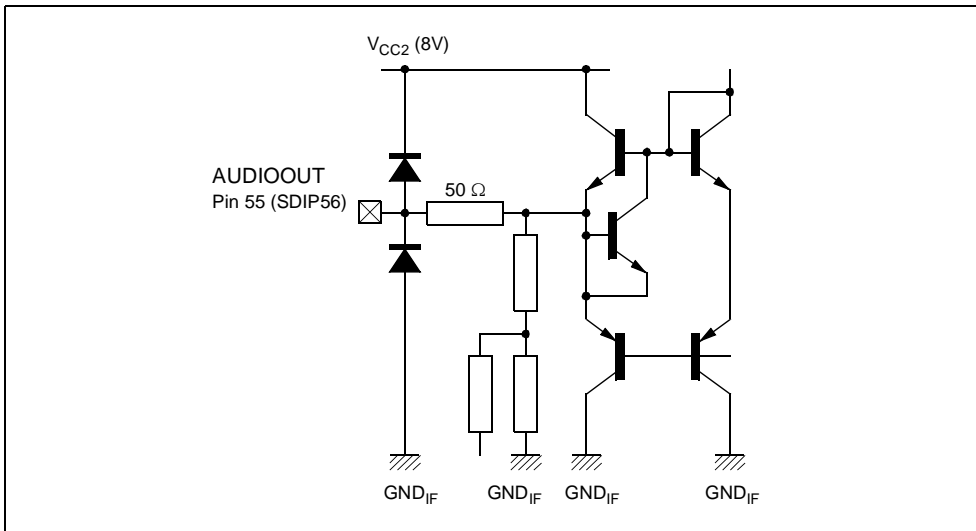 V_CC2 (8V)
AUDIOOUT
Pin 55 (SDIP56)
50 Ω
GND_IF
GND_IF
GND_IF
GND_IF